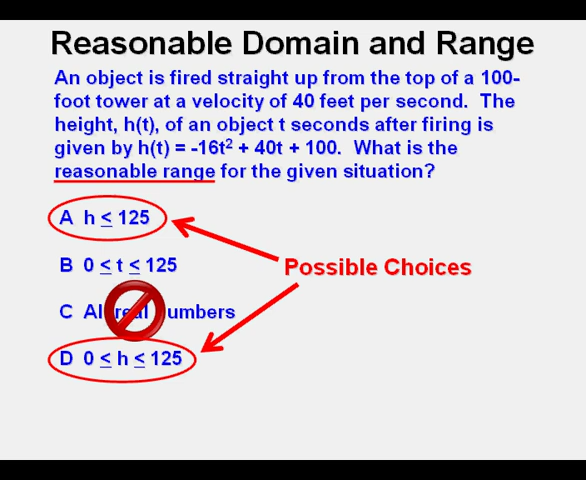 Reasonable Domain and Range
An object is fired straight up from the top of a 100-
foot tower at a velocity of 40 feet per second. The
height, h(t), of an object t seconds after firing is
given by h(t) = -16t² + 40t + 100. What is the
reasonable range for the given situation?
A h ≤ 125
B 0 ≤ t ≤ 125
Possible Choices
C All real numbers
D 0 ≤ h ≤ 125